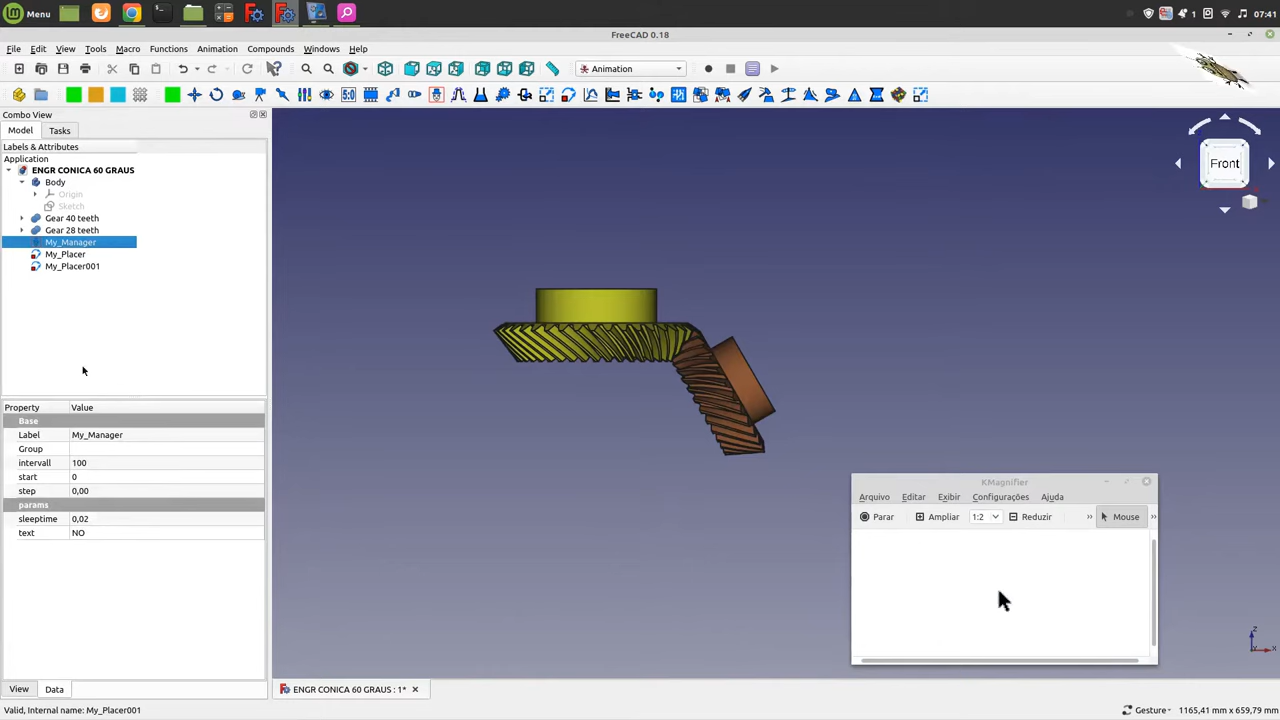 Menu
1
07:41
FreeCAD 0.18
File Edit View Tools Macro Functions Animation Compounds Windows Help
Animation
5:0
Combo View
Model Tasks
Labels & Attributes
Application
ENGR CONICA 60 GRAUS
Body
Origin
Sketch
Gear 40 teeth
Gear 28 teeth
My_Manager
My_Placer
My_Placer001
Front
Property Value
Base
Label My_Manager
Group
intervall 100
start 0
step 0,00
params
sleeptime 0,02
text NO
KMagnifier
Arquivo Editar Exibir Configurações Ajuda
Parar Ampliar 1:2 Reduzir » Mouse »
View Data
ENGR CONICA 60 GRAUS : 1*
Valid, Internal name: My_Placer001
Gesture 1165,41 mm x 659,79 mm